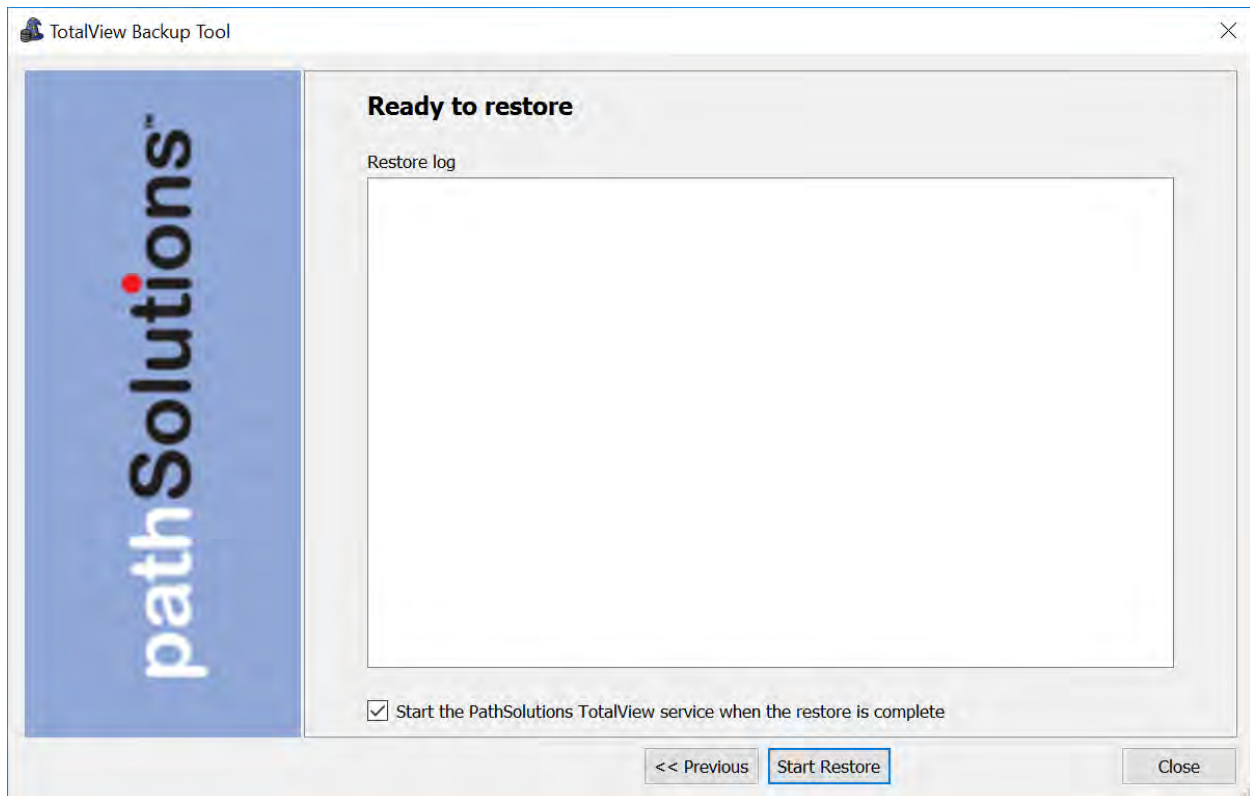 TotalView Backup Tool
pathSolutions™
Ready to restore
Restore log
Start the PathSolutions TotalView service when the restore is complete
<< Previous
Start Restore
Close